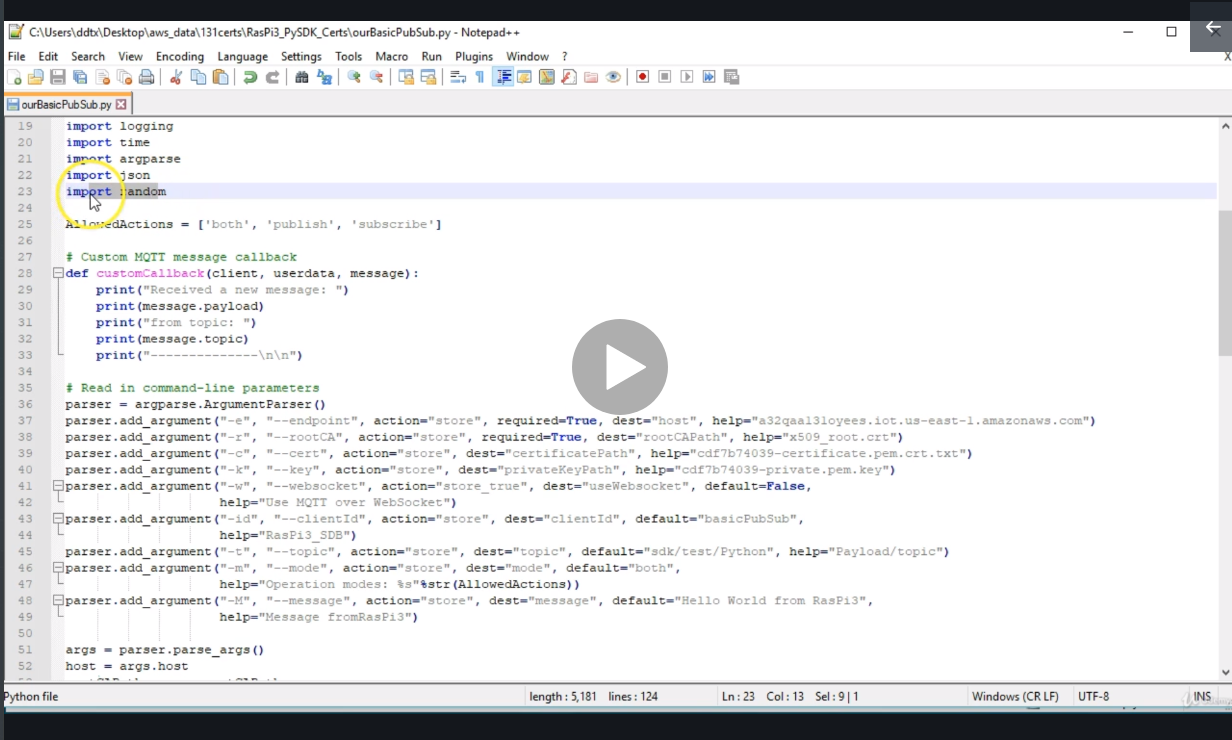 C:\Users\ddtx\Desktop\aws_data\131certs\RasPi3_PySDK_Certs\ourBasicPubSub.py - Notepad++
File Edit Search View Encoding Language Settings Tools Macro Run Plugins Window ? X
ourBasicPubSub.py
19 import logging
20 import time
21 import argparse
22 import json
23 import random
24
25 AllowedActions = ['both', 'publish', 'subscribe']
26
27 # Custom MQTT message callback
28 def customCallback(client, userdata, message):
29 print("Received a new message: ")
30 print(message.payload)
31 print("from topic: ")
32 print(message.topic)
33 print("--------------\n\n")
34
35 # Read in command-line parameters
36 parser = argparse.ArgumentParser()
37 parser.add_argument("-e", "--endpoint", action="store", required=True, dest="host", help="a32qaal3loyees.iot.us-east-1.amazonaws.com")
38 parser.add_argument("-r", "--rootCA", action="store", required=True, dest="rootCAPath", help="x509_root.crt")
39 parser.add_argument("-c", "--cert", action="store", dest="certificatePath", help="cdf7b74039-certificate.pem.crt.txt")
40 parser.add_argument("-k", "--key", action="store", dest="privateKeyPath", help="cdf7b74039-private.pem.key")
41 parser.add_argument("-w", "--websocket", action="store_true", dest="useWebsocket", default=False,
42 help="Use MQTT over WebSocket")
43 parser.add_argument("-id", "--clientId", action="store", dest="clientId", default="basicPubSub",
44 help="RasPi3_SDB")
45 parser.add_argument("-t", "--topic", action="store", dest="topic", default="sdk/test/Python", help="Payload/topic")
46 parser.add_argument("-m", "--mode", action="store", dest="mode", default="both",
47 help="Operation modes: %s"%str(AllowedActions))
48 parser.add_argument("-M", "--message", action="store", dest="message", default="Hello World from RasPi3",
49 help="Message fromRasPi3")
50
51 args = parser.parse_args()
52 host = args.host
Python file length : 5,181 lines : 124 Ln : 23 Col : 13 Sel : 9 | 1 Windows (CR LF) UTF-8 INS